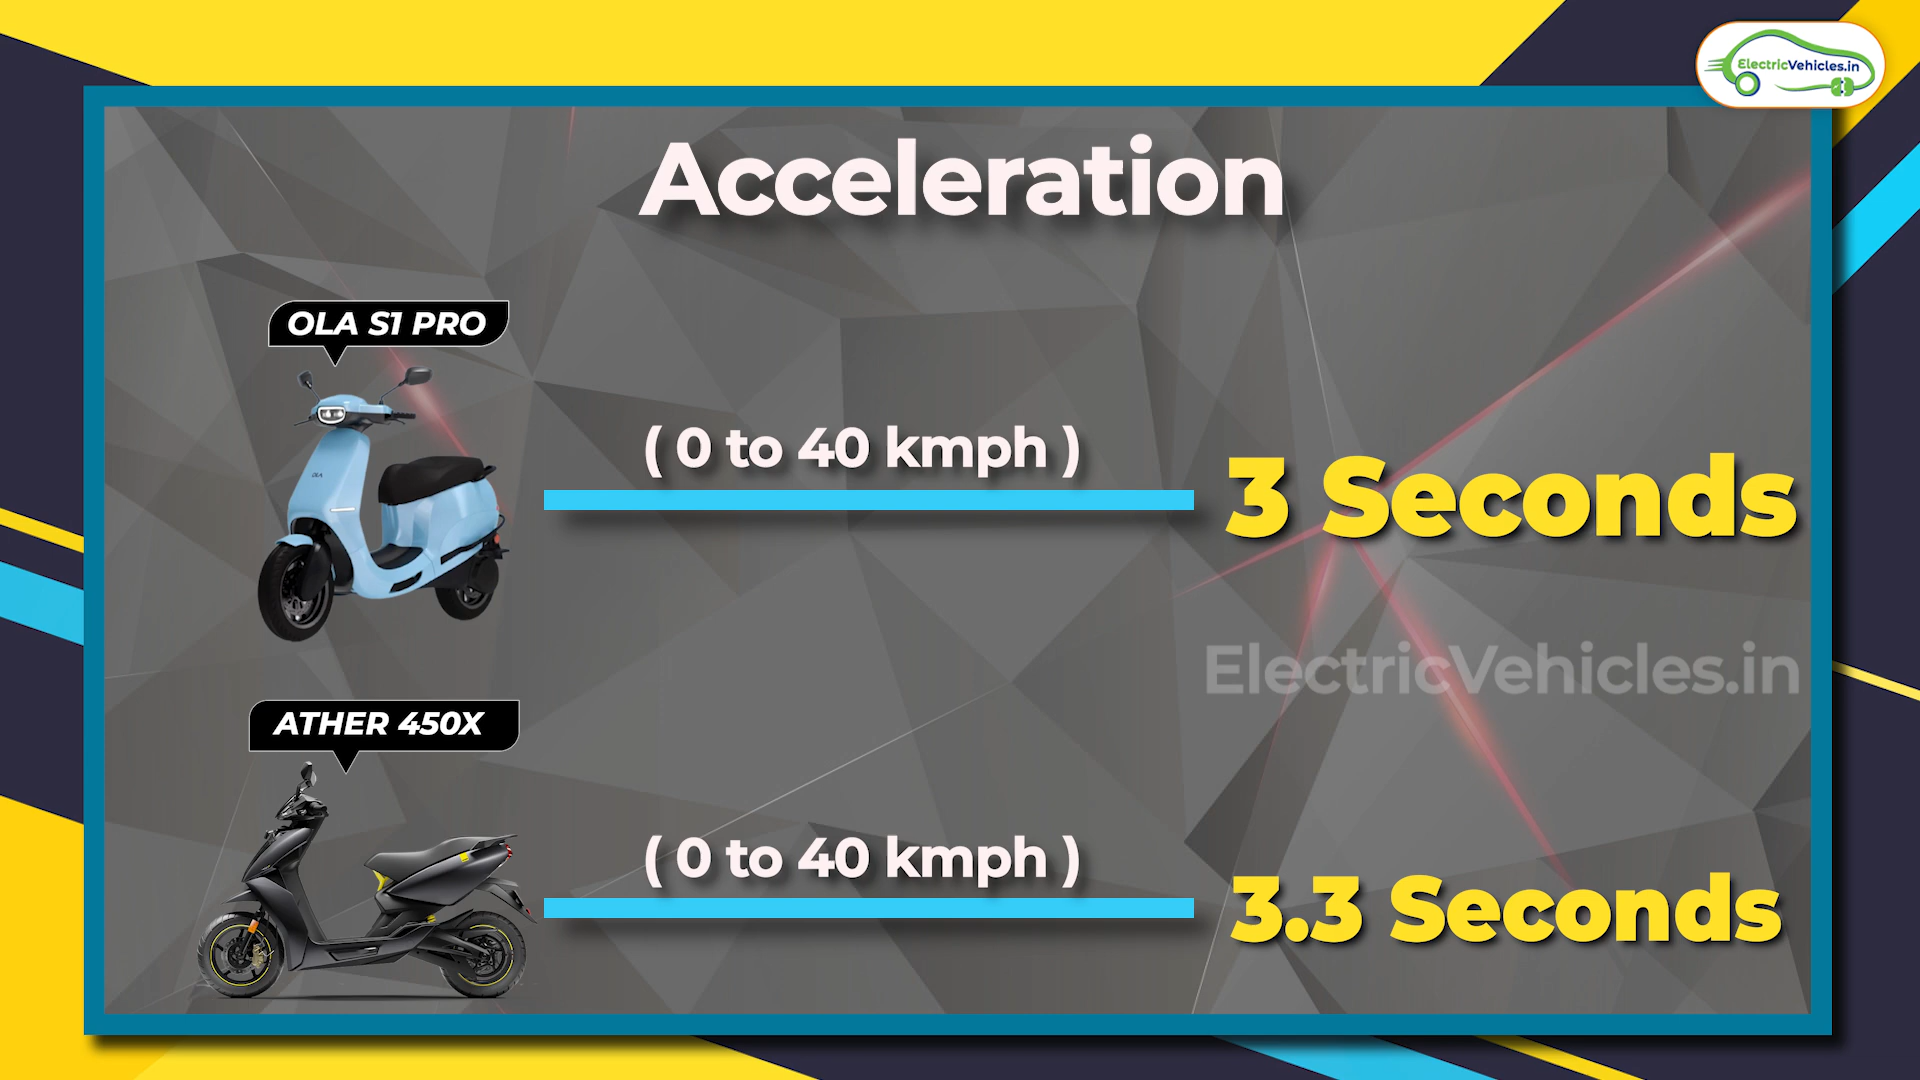 ElectricVehicles.in
Acceleration
OLA S1 PRO
OLA
( 0 to 40 kmph )
3 Seconds
ElectricVehicles.in
ATHER 450X
( 0 to 40 kmph )
3.3 Seconds